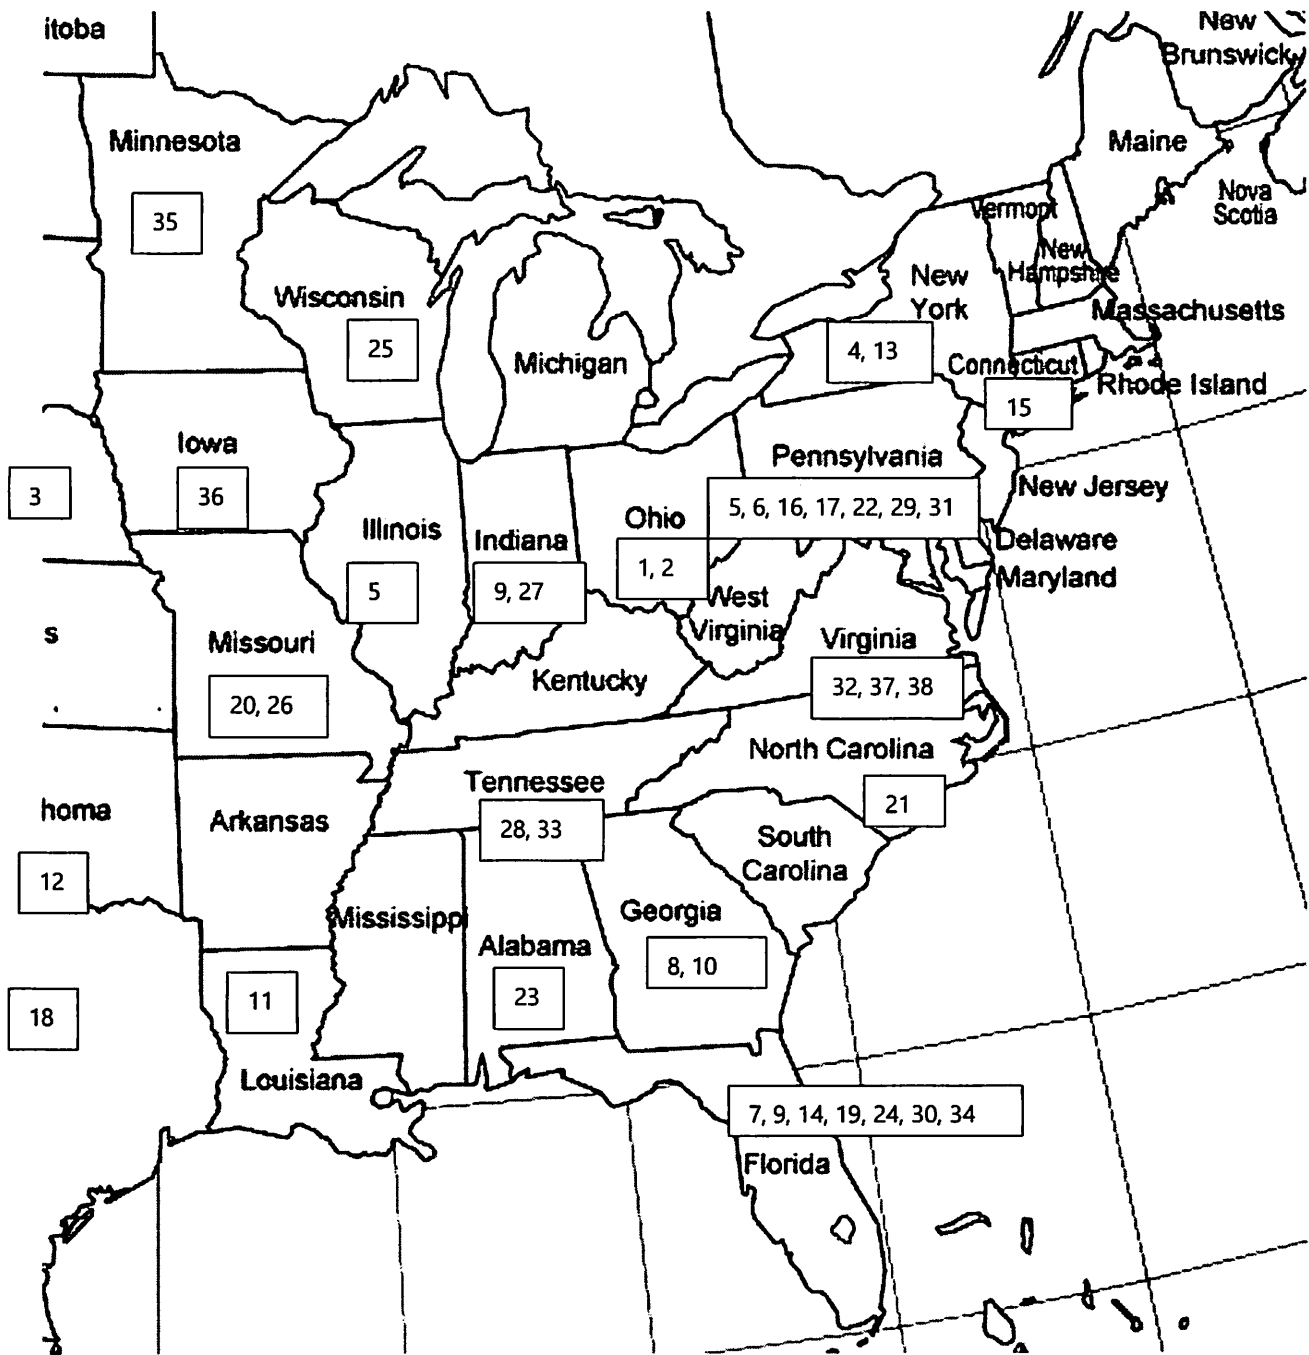 itoba
New
Brunswick
Minnesota
Maine
35
Nova
Scotia
Vermont
New
Hampshire
New
York
Wisconsin
Massachusetts
25
Michigan
4, 13
Connecticut
Rhode Island
15
Iowa
Pennsylvania
3
36
New Jersey
5, 6, 16, 17, 22, 29, 31
Ohio
Illinois
Indiana
Delaware
1, 2
Maryland
5
9, 27
West
Virginia
s
Missouri
Virginia
Kentucky
32, 37, 38
20, 26
North Carolina
Tennessee
21
homa
Arkansas
28, 33
South
Carolina
12
Mississippi
Georgia
Alabama
8, 10
11
23
18
Louisiana
7, 9, 14, 19, 24, 30, 34
Florida